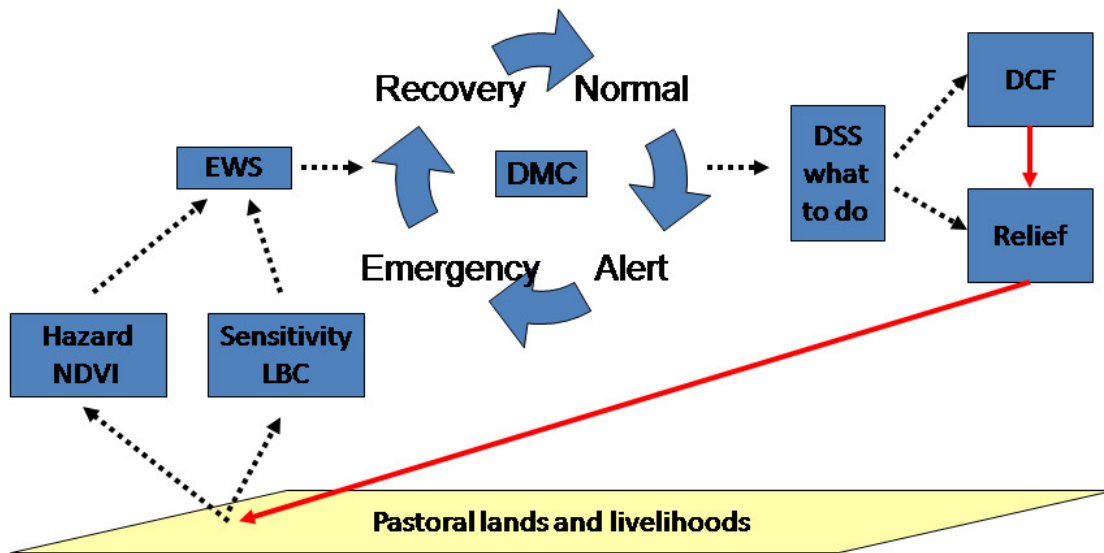 Recovery Normal
DCF
EWS
DMC
DSS
what
to do
Relief
Emergency Alert
Hazard
NDVI
Sensitivity
LBC
Pastoral lands and livelihoods